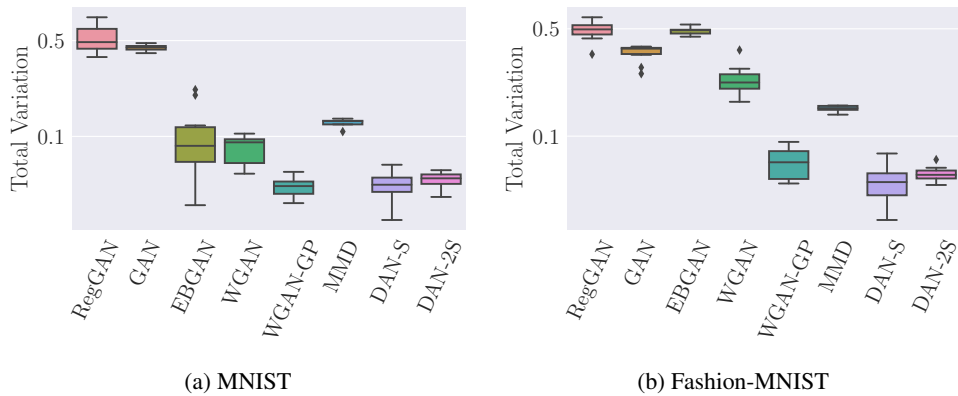 Total Variation
0.5
0.1
RegGAN
GAN
EBGAN
WGAN
WGAN-GP
MMD
DAN-S
DAN-2S
(a) MNIST
Total Variation
0.5
0.1
RegGAN
GAN
EBGAN
WGAN
WGAN-GP
MMD
DAN-S
DAN-2S
(b) Fashion-MNIST